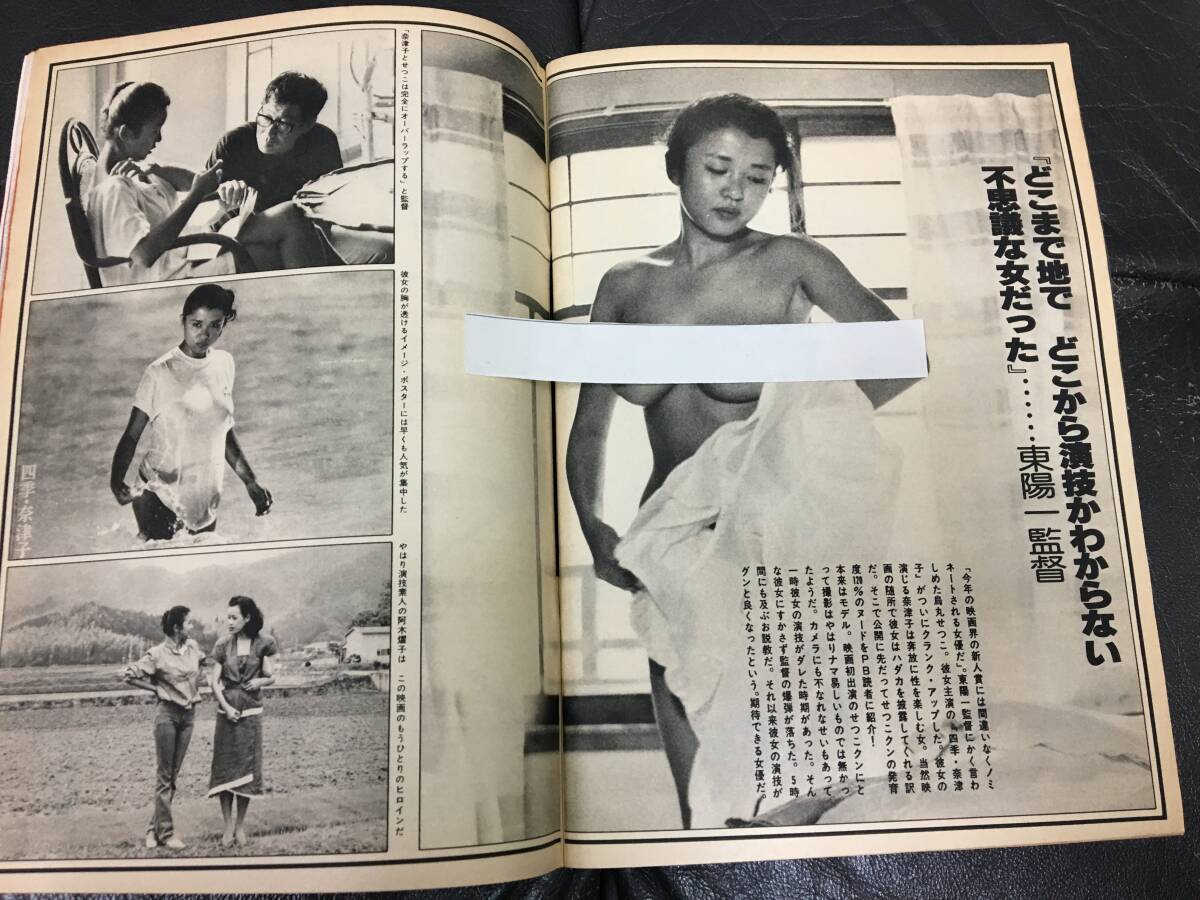 『どこまで地で どこから演技かわからない
不思議な女だった』……東陽一監督
「今年の映画界の新人賞には間違いなくノミ
ネートされる女優だ」。東陽一監督にかく言わ
しめた烏丸せつこ。彼女主演の「四季・奈津
子」がついにクランク・アップした。彼女の
演じる奈津子は奔放に性を楽しむ女。当然映
画の随所で彼女はハダカを披露してくれる訳
だ。そこで公開に先だってせつこクンの発育
度120%のヌードをPB読者に紹介!
本来はモデル。映画初出演のせつこクンにと
って撮影はやはりナマ易しいものでは無かっ
たようだ。カメラにも不なれなせいもあって
一時彼女の演技がダレた時期があった。そん
な彼女にすかさず監督の爆弾が落ちた。5時
間にも及ぶお説教だ。それ以来彼女の演技が
グンと良くなったという。期待できる女優だ。
「奈津子とせつこは完全にオーバーラップする」と監督
彼女の胸が透けるイメージ・ポスターには早くも人気が集中した
四季・奈津子
やはり演技素人の阿木燿子は この映画のもうひとりのヒロインだ